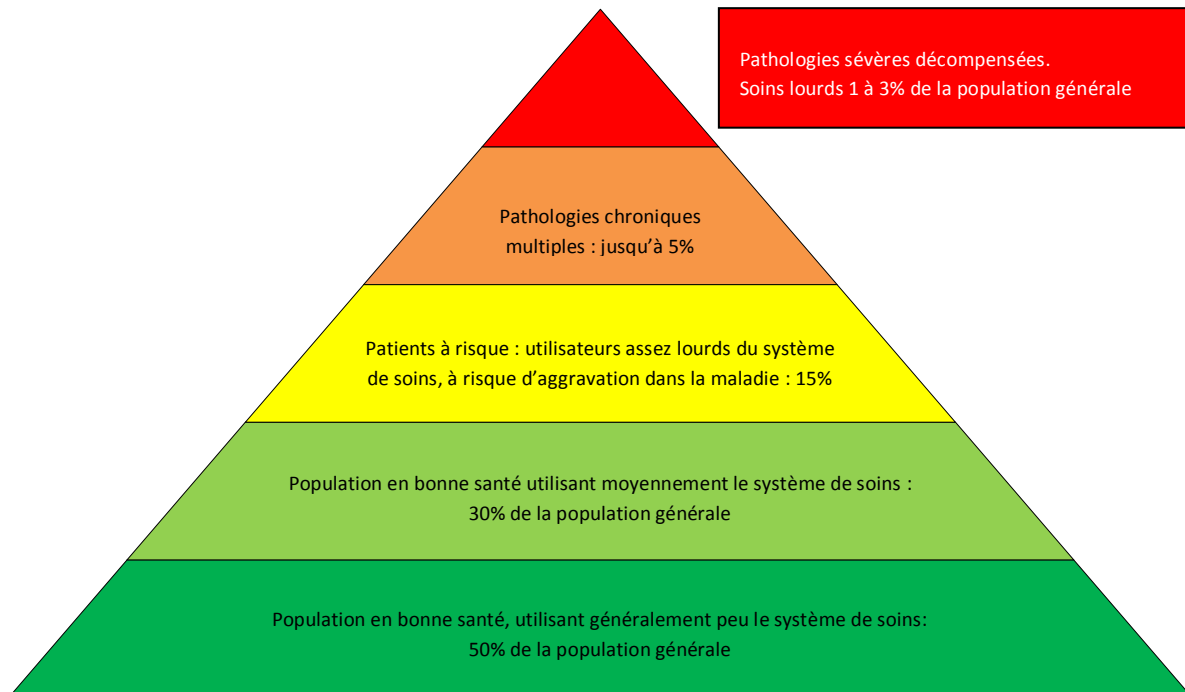 Pathologies sévères décompensées.
Soins lourds 1 à 3% de la population générale
Pathologies chroniques
multiples : jusqu'à 5%
Patients à risque : utilisateurs assez lourds du système
de soins, à risque d'aggravation dans la maladie : 15%
Population en bonne santé utilisant moyennement le système de soins :
30% de la population générale
Population en bonne santé, utilisant généralement peu le système de soins:
50% de la population générale